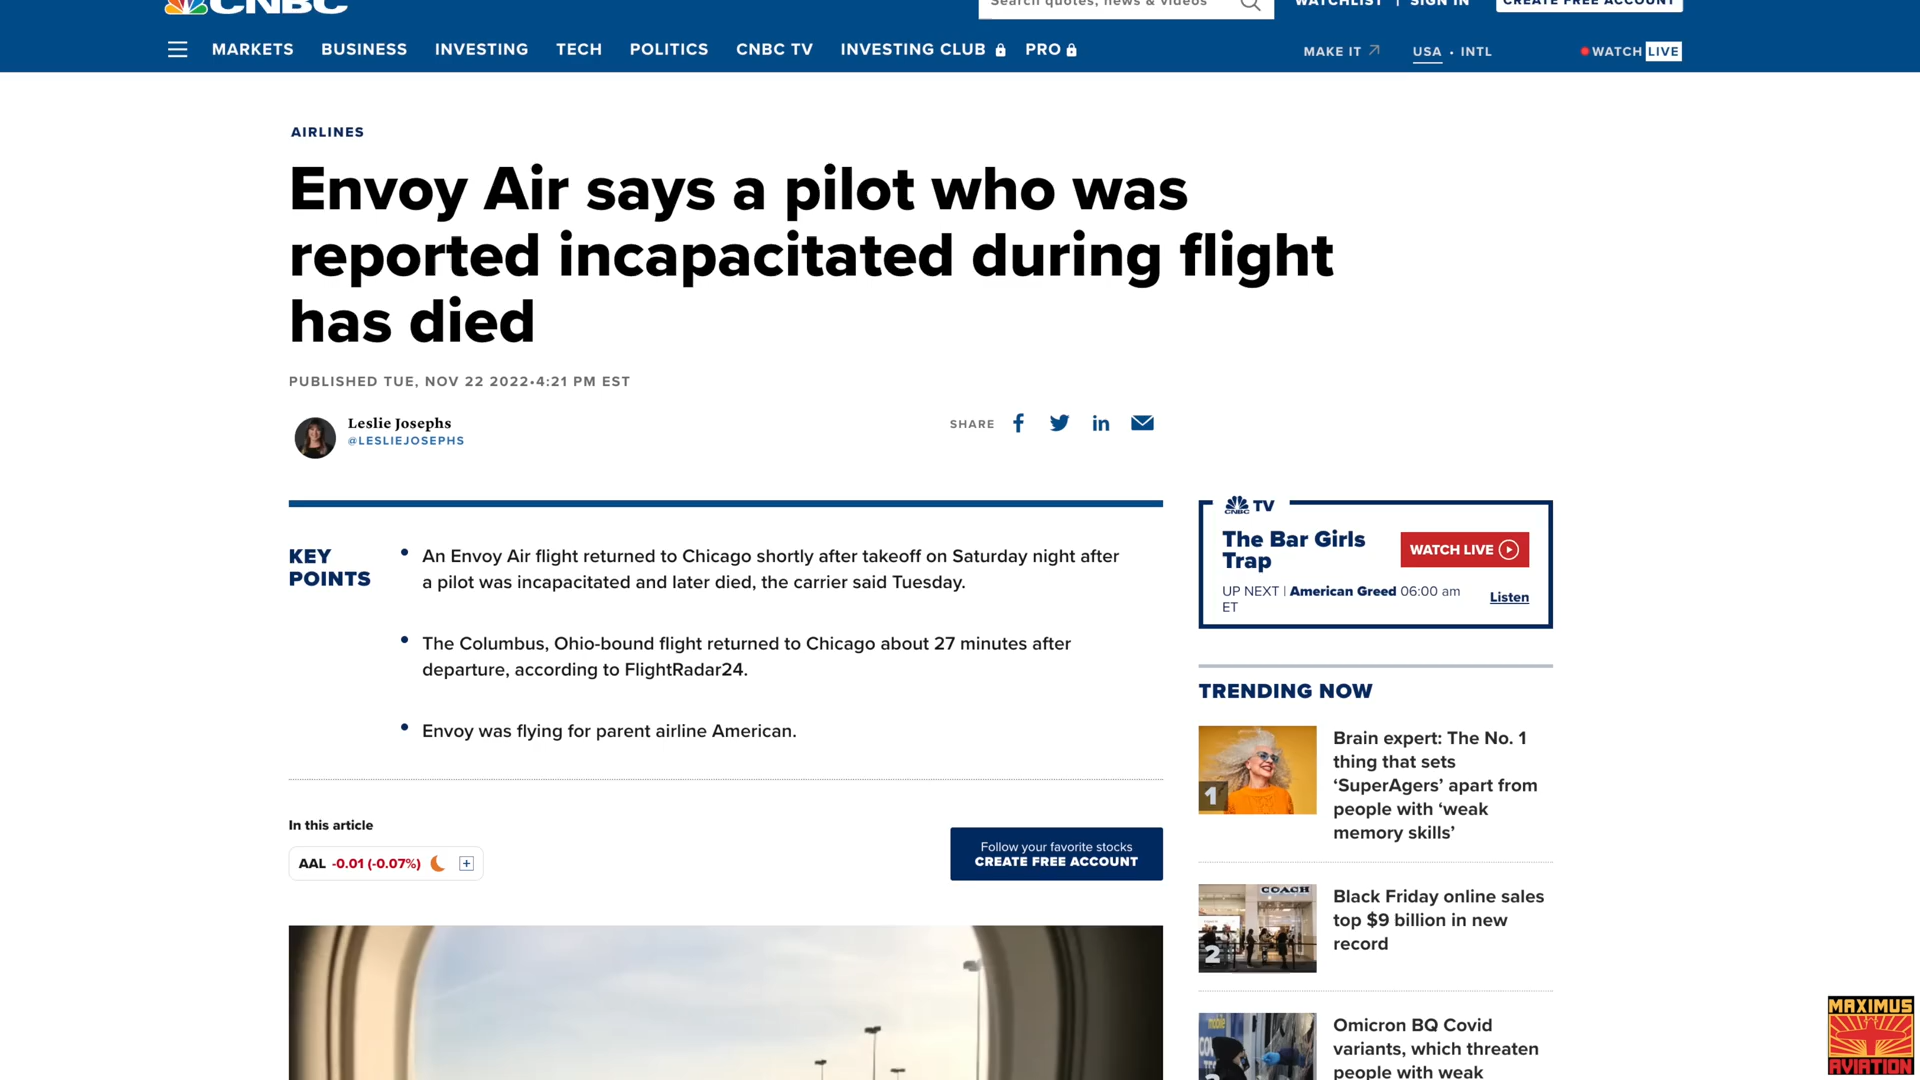 CNBC
Search quotes, news & videos
WATCHLIST | SIGN IN
CREATE FREE ACCOUNT
MARKETS BUSINESS INVESTING TECH POLITICS CNBC TV INVESTING CLUB PRO
MAKE IT USA • INTL WATCH LIVE
AIRLINES
Envoy Air says a pilot who was
reported incapacitated during flight
has died
PUBLISHED TUE, NOV 22 2022•4:21 PM EST
Leslie Josephs
@LESLIEJOSEPHS
SHARE
KEY
POINTS
• An Envoy Air flight returned to Chicago shortly after takeoff on Saturday night after
a pilot was incapacitated and later died, the carrier said Tuesday.
• The Columbus, Ohio-bound flight returned to Chicago about 27 minutes after
departure, according to FlightRadar24.
• Envoy was flying for parent airline American.
In this article
AAL -0.01 (-0.07%)
Follow your favorite stocks
CREATE FREE ACCOUNT
CNBC TV
The Bar Girls
Trap
WATCH LIVE
UP NEXT | American Greed 06:00 am
ET
Listen
TRENDING NOW
1
Brain expert: The No. 1
thing that sets
‘SuperAgers’ apart from
people with ‘weak
memory skills’
COACH
2
Black Friday online sales
top $9 billion in new
record
Omicron BQ Covid
variants, which threaten
people with weak
MAXIMUS
AVIATION